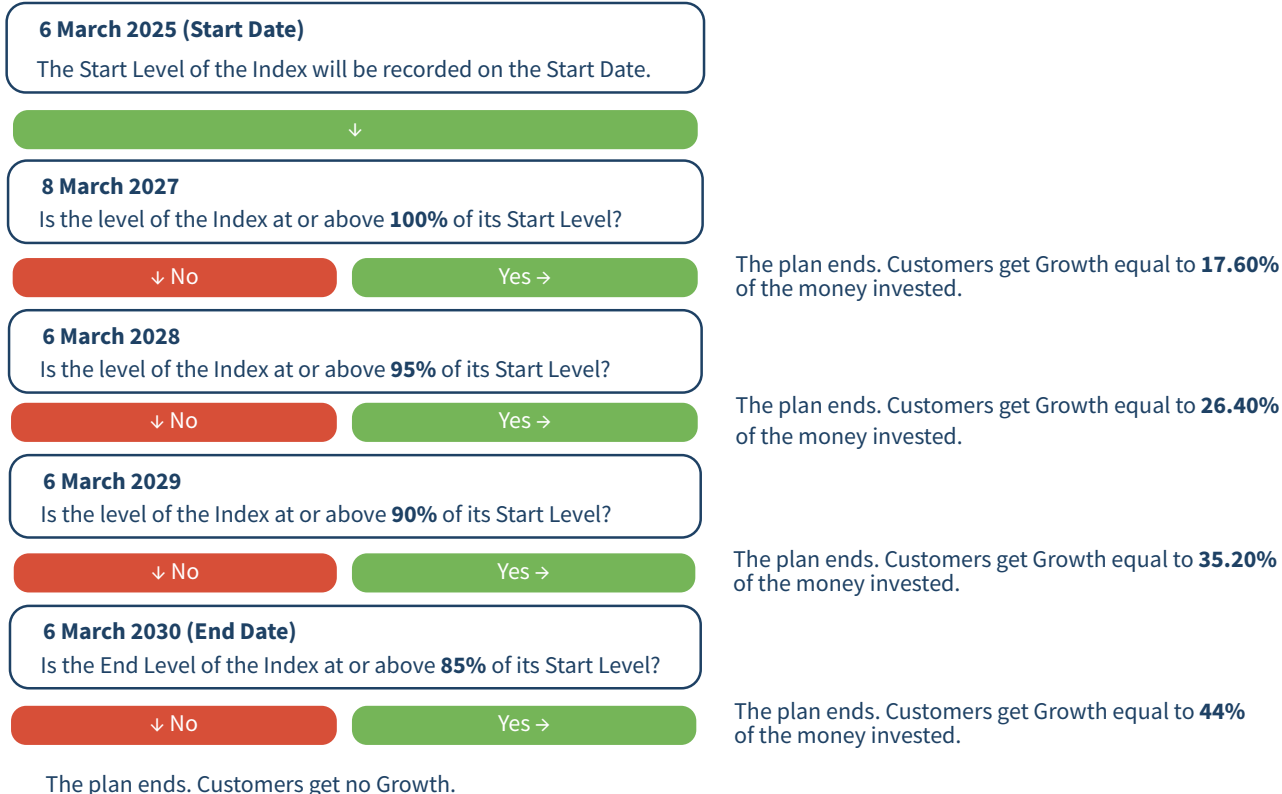 6 March 2025 (Start Date)
The Start Level of the Index will be recorded on the Start Date.
↓
8 March 2027
Is the level of the Index at or above 100% of its Start Level?
↓ No
Yes →
The plan ends. Customers get Growth equal to 17.60%
of the money invested.
6 March 2028
Is the level of the Index at or above 95% of its Start Level?
↓ No
Yes →
The plan ends. Customers get Growth equal to 26.40%
of the money invested.
6 March 2029
Is the level of the Index at or above 90% of its Start Level?
↓ No
Yes →
The plan ends. Customers get Growth equal to 35.20%
of the money invested.
6 March 2030 (End Date)
Is the End Level of the Index at or above 85% of its Start Level?
↓ No
Yes →
The plan ends. Customers get Growth equal to 44%
of the money invested.
The plan ends. Customers get no Growth.